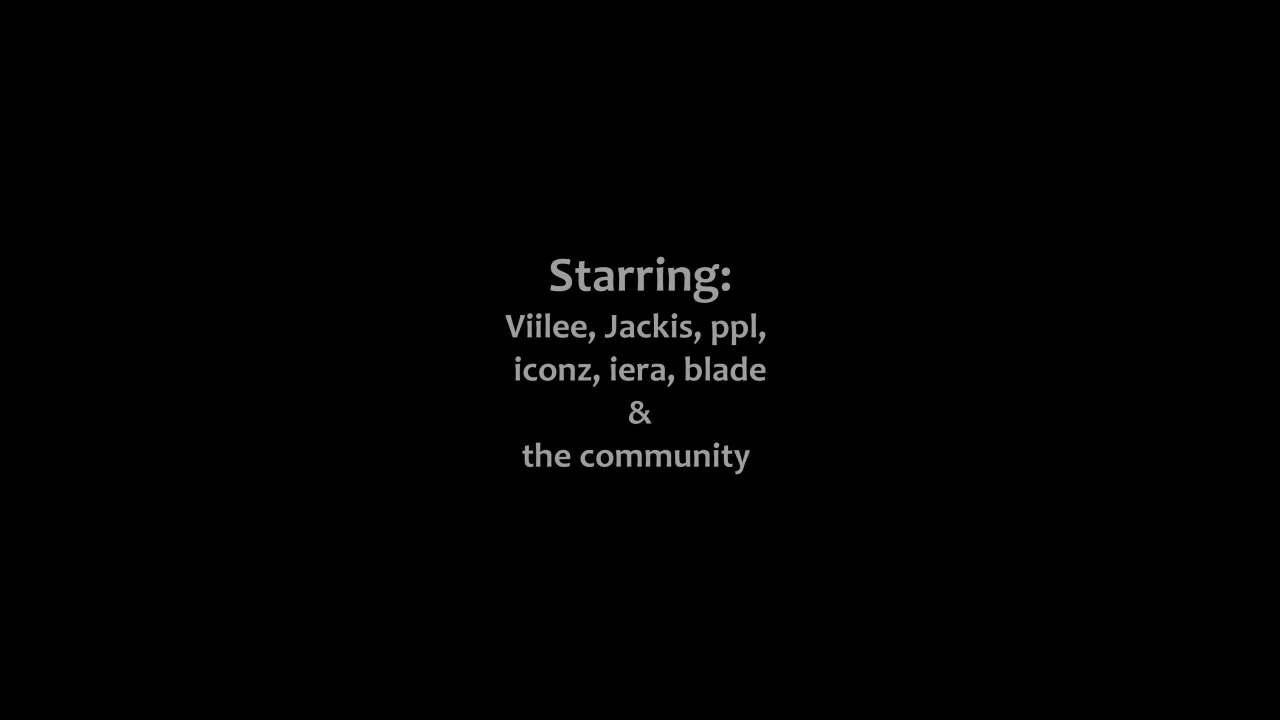 Starring:
Viilee, Jackis, ppl,
iconz, iera, blade
&
the community